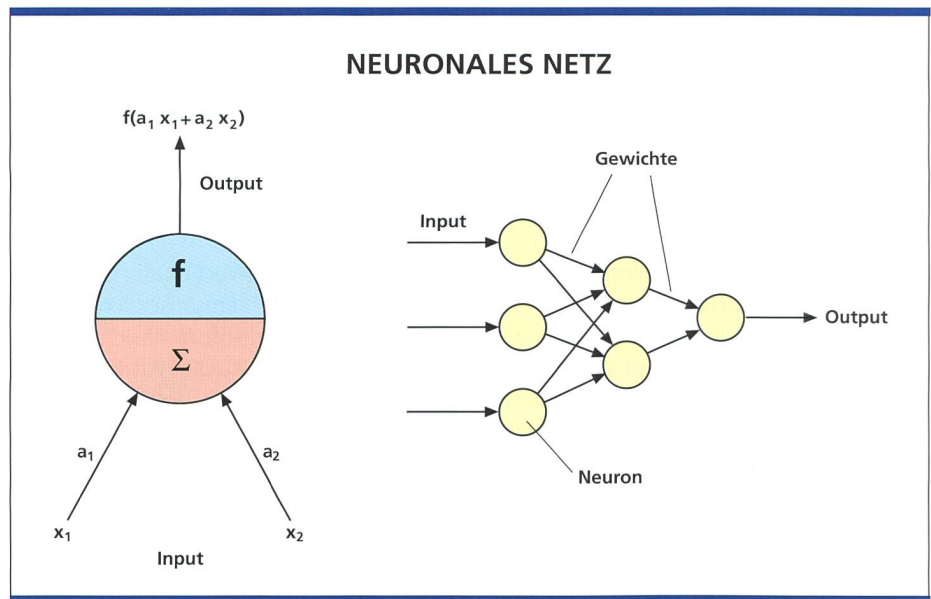 NEURONALES NETZ
f(a₁ x₁ + a₂ x₂)
Output
f
Σ
a₁
a₂
x₁
x₂
Input
Gewichte
Input
Output
Neuron